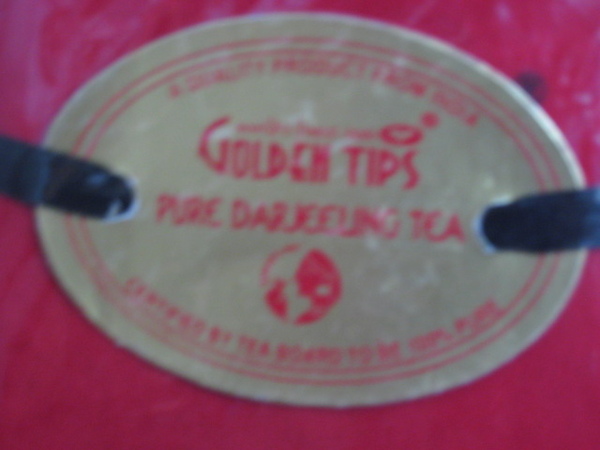 A QUALITY PRODUCT FROM INDIA
GOLDEN TIPS
PURE DARJEELING TEA
CERTIFIED BY TEA BOARD TO BE 100% PURE